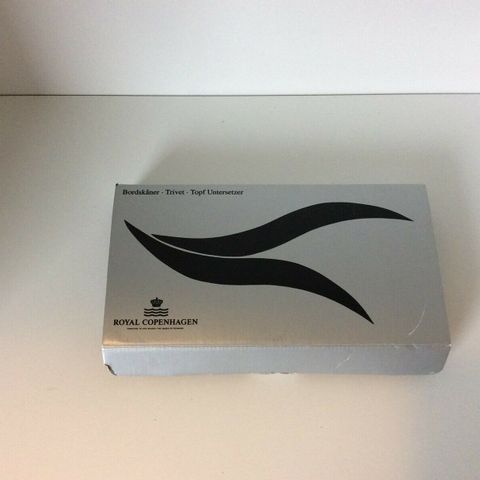 Bordskåner · Trivet · Topf Untersetzer
ROYAL COPENHAGEN